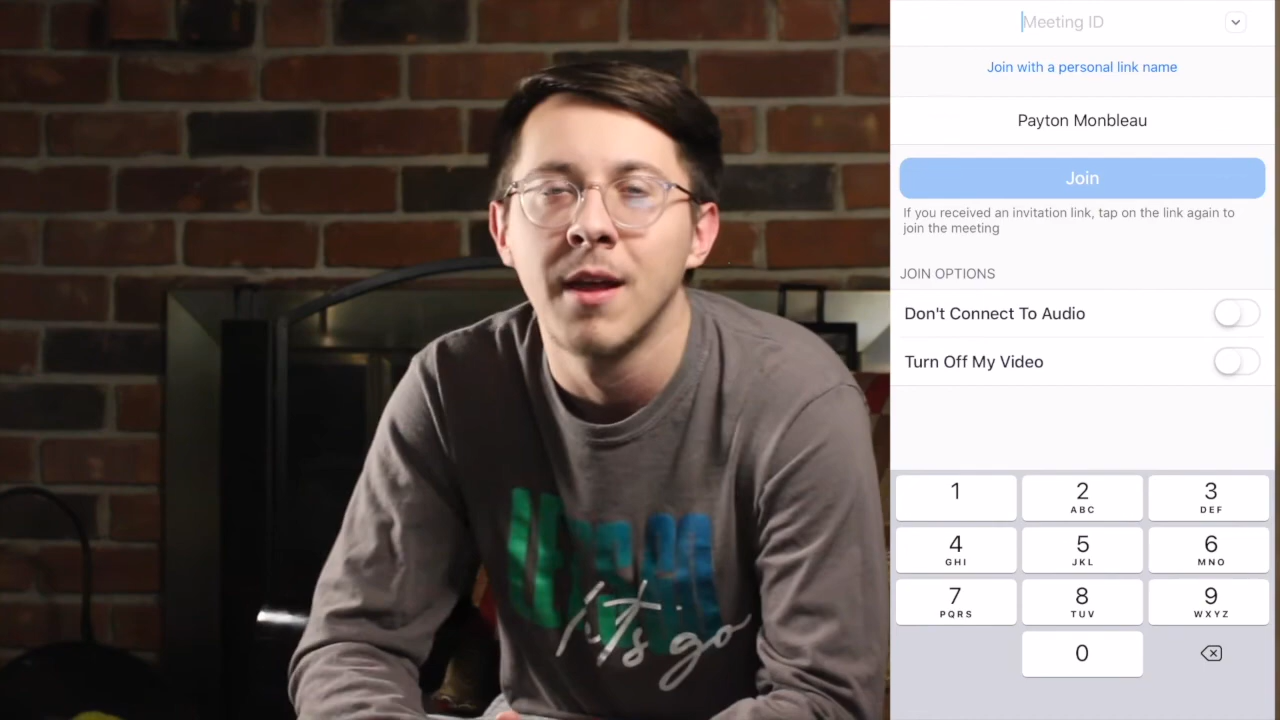 Meeting ID
Join with a personal link name
Payton Monbleau
Join
If you received an invitation link, tap on the link again to
join the meeting
JOIN OPTIONS
Don't Connect To Audio
Turn Off My Video
1
2
ABC
3
DEF
4
GHI
5
JKL
6
MNO
7
PQRS
8
TUV
9
WXYZ
0
let's go